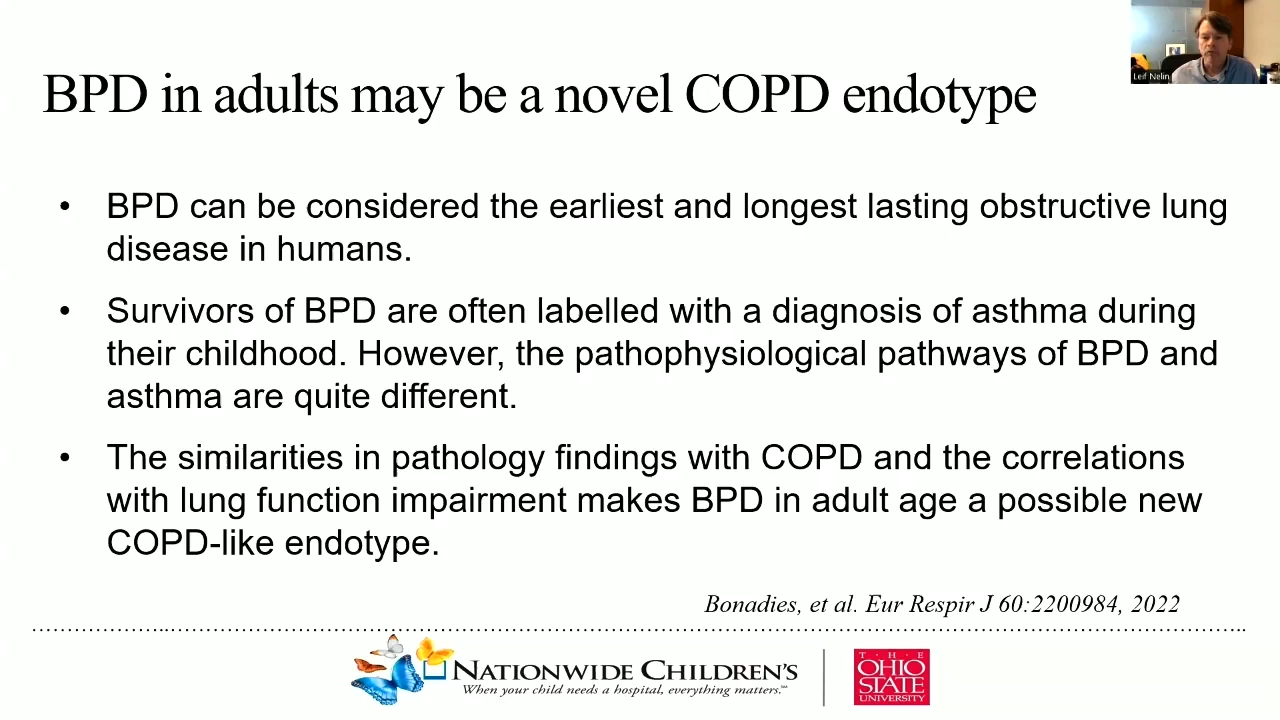 Leif Nelin
BPD in adults may be a novel COPD endotype
• BPD can be considered the earliest and longest lasting obstructive lung
disease in humans.
• Survivors of BPD are often labelled with a diagnosis of asthma during
their childhood. However, the pathophysiological pathways of BPD and
asthma are quite different.
• The similarities in pathology findings with COPD and the correlations
with lung function impairment makes BPD in adult age a possible new
COPD-like endotype.
Bonadies, et al. Eur Respir J 60:2200984, 2022
NATIONWIDE CHILDREN'S
When your child needs a hospital, everything matters.℠
THE
OHIO
STATE
UNIVERSITY